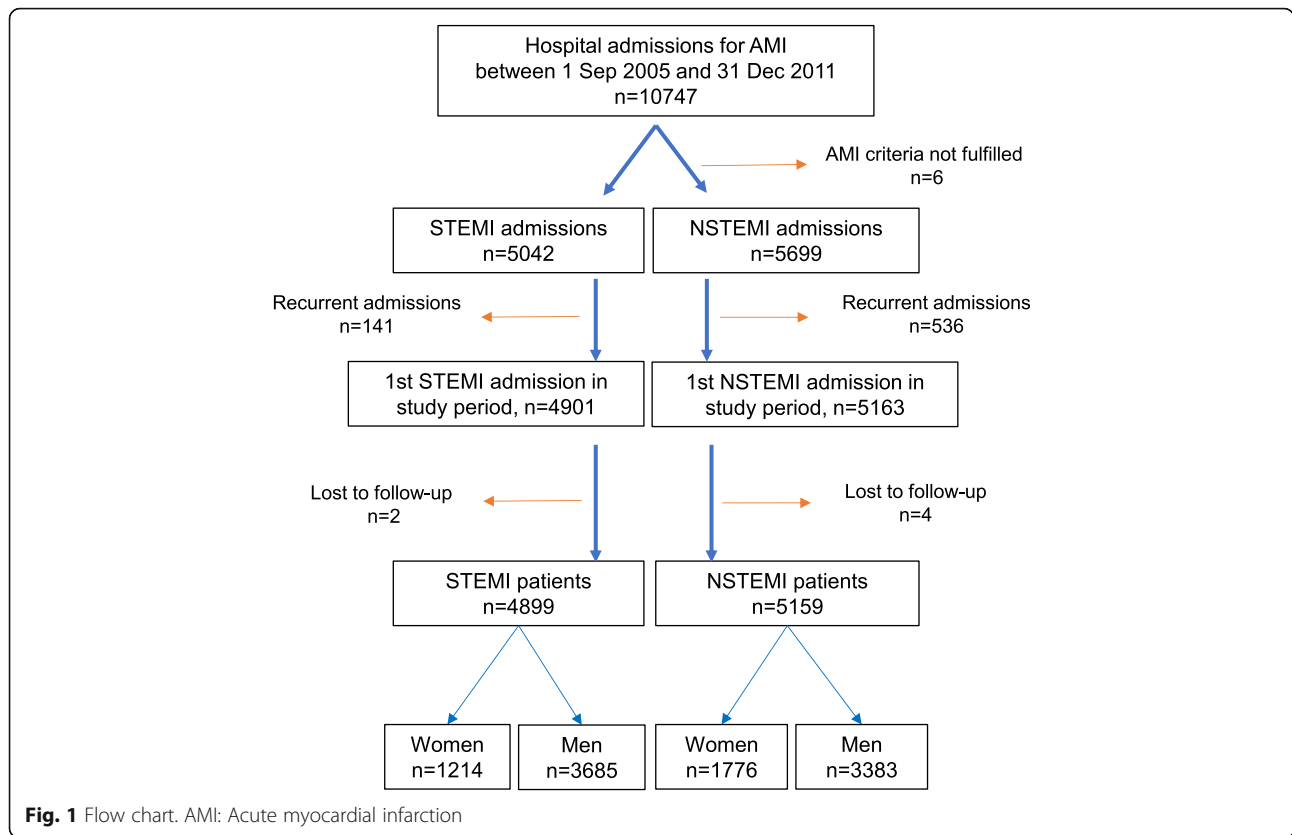 Hospital admissions for AMI
between 1 Sep 2005 and 31 Dec 2011
n=10747
AMI criteria not fulfilled
n=6
STEMI admissions
n=5042
NSTEMI admissions
n=5699
Recurrent admissions
n=141
Recurrent admissions
n=536
1st STEMI admission in
study period, n=4901
1st NSTEMI admission in
study period, n=5163
Lost to follow-up
n=2
Lost to follow-up
n=4
STEMI patients
n=4899
NSTEMI patients
n=5159
Women
n=1214
Men
n=3685
Women
n=1776
Men
n=3383
Fig. 1 Flow chart. AMI: Acute myocardial infarction